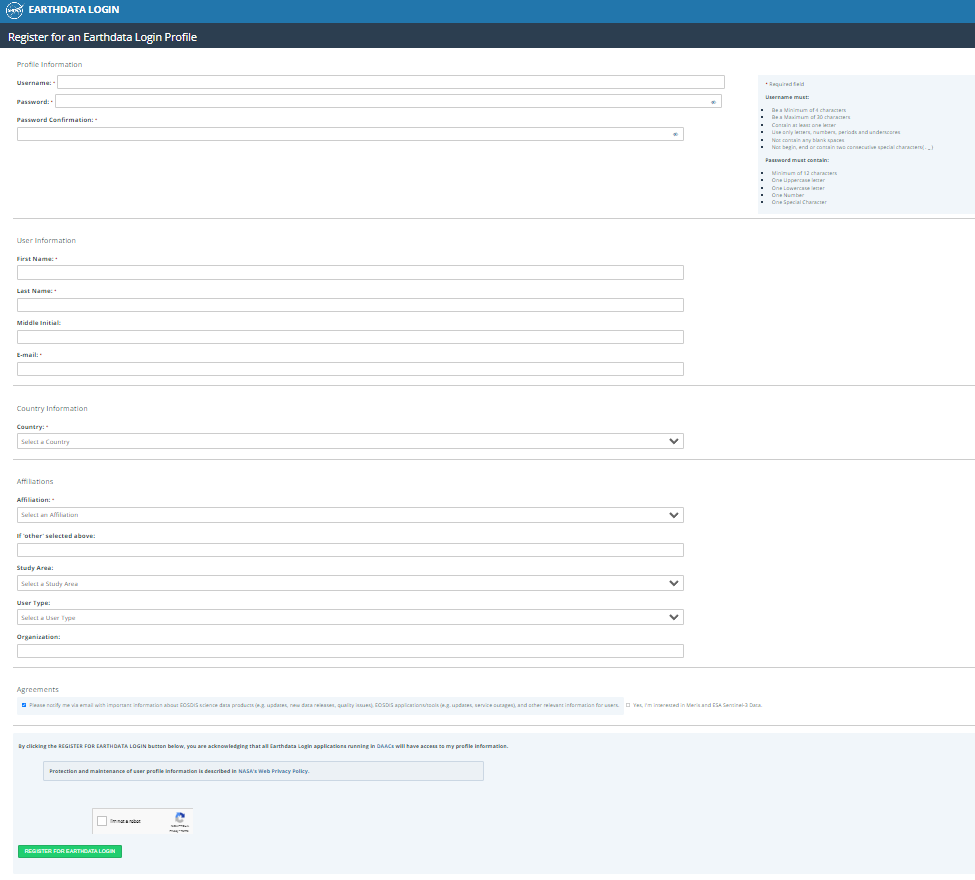 NASA
EARTHDATA LOGIN
Register for an Earthdata Login Profile
Profile Information
Username: *
Password: *
Password Confirmation: *
* Required field
Username must:
Be a Minimum of 4 characters
Be a Maximum of 30 characters
Contain at least one letter
Use only letters, numbers, periods and underscores
Not contain any blank spaces
Not begin, end or contain two consecutive special characters( . _ )
Password must contain:
Minimum of 12 characters
One Uppercase letter
One Lowercase letter
One Number
One Special Character
User Information
First Name: *
Last Name: *
Middle Initial:
E-mail: *
Country Information
Country: *
Select a Country
Affiliations
Affiliation: *
Select an Affiliation
If 'other' selected above:
Study Area:
Select a Study Area
User Type:
Select a User Type
Organization:
Agreements
Please notify me via email with important information about EOSDIS science data products (e.g. updates, new data releases, quality issues), EOSDIS applications/tools (e.g. updates, service outages), and other relevant information for users.
Yes, I'm interested in Meris and ESA Sentinel-3 Data.
By clicking the REGISTER FOR EARTHDATA LOGIN button below, you are acknowledging that all Earthdata Login applications running in DAACs will have access to my profile information.
Protection and maintenance of user profile information is described in NASA's Web Privacy Policy.
I'm not a robot
REGISTER FOR EARTHDATA LOGIN